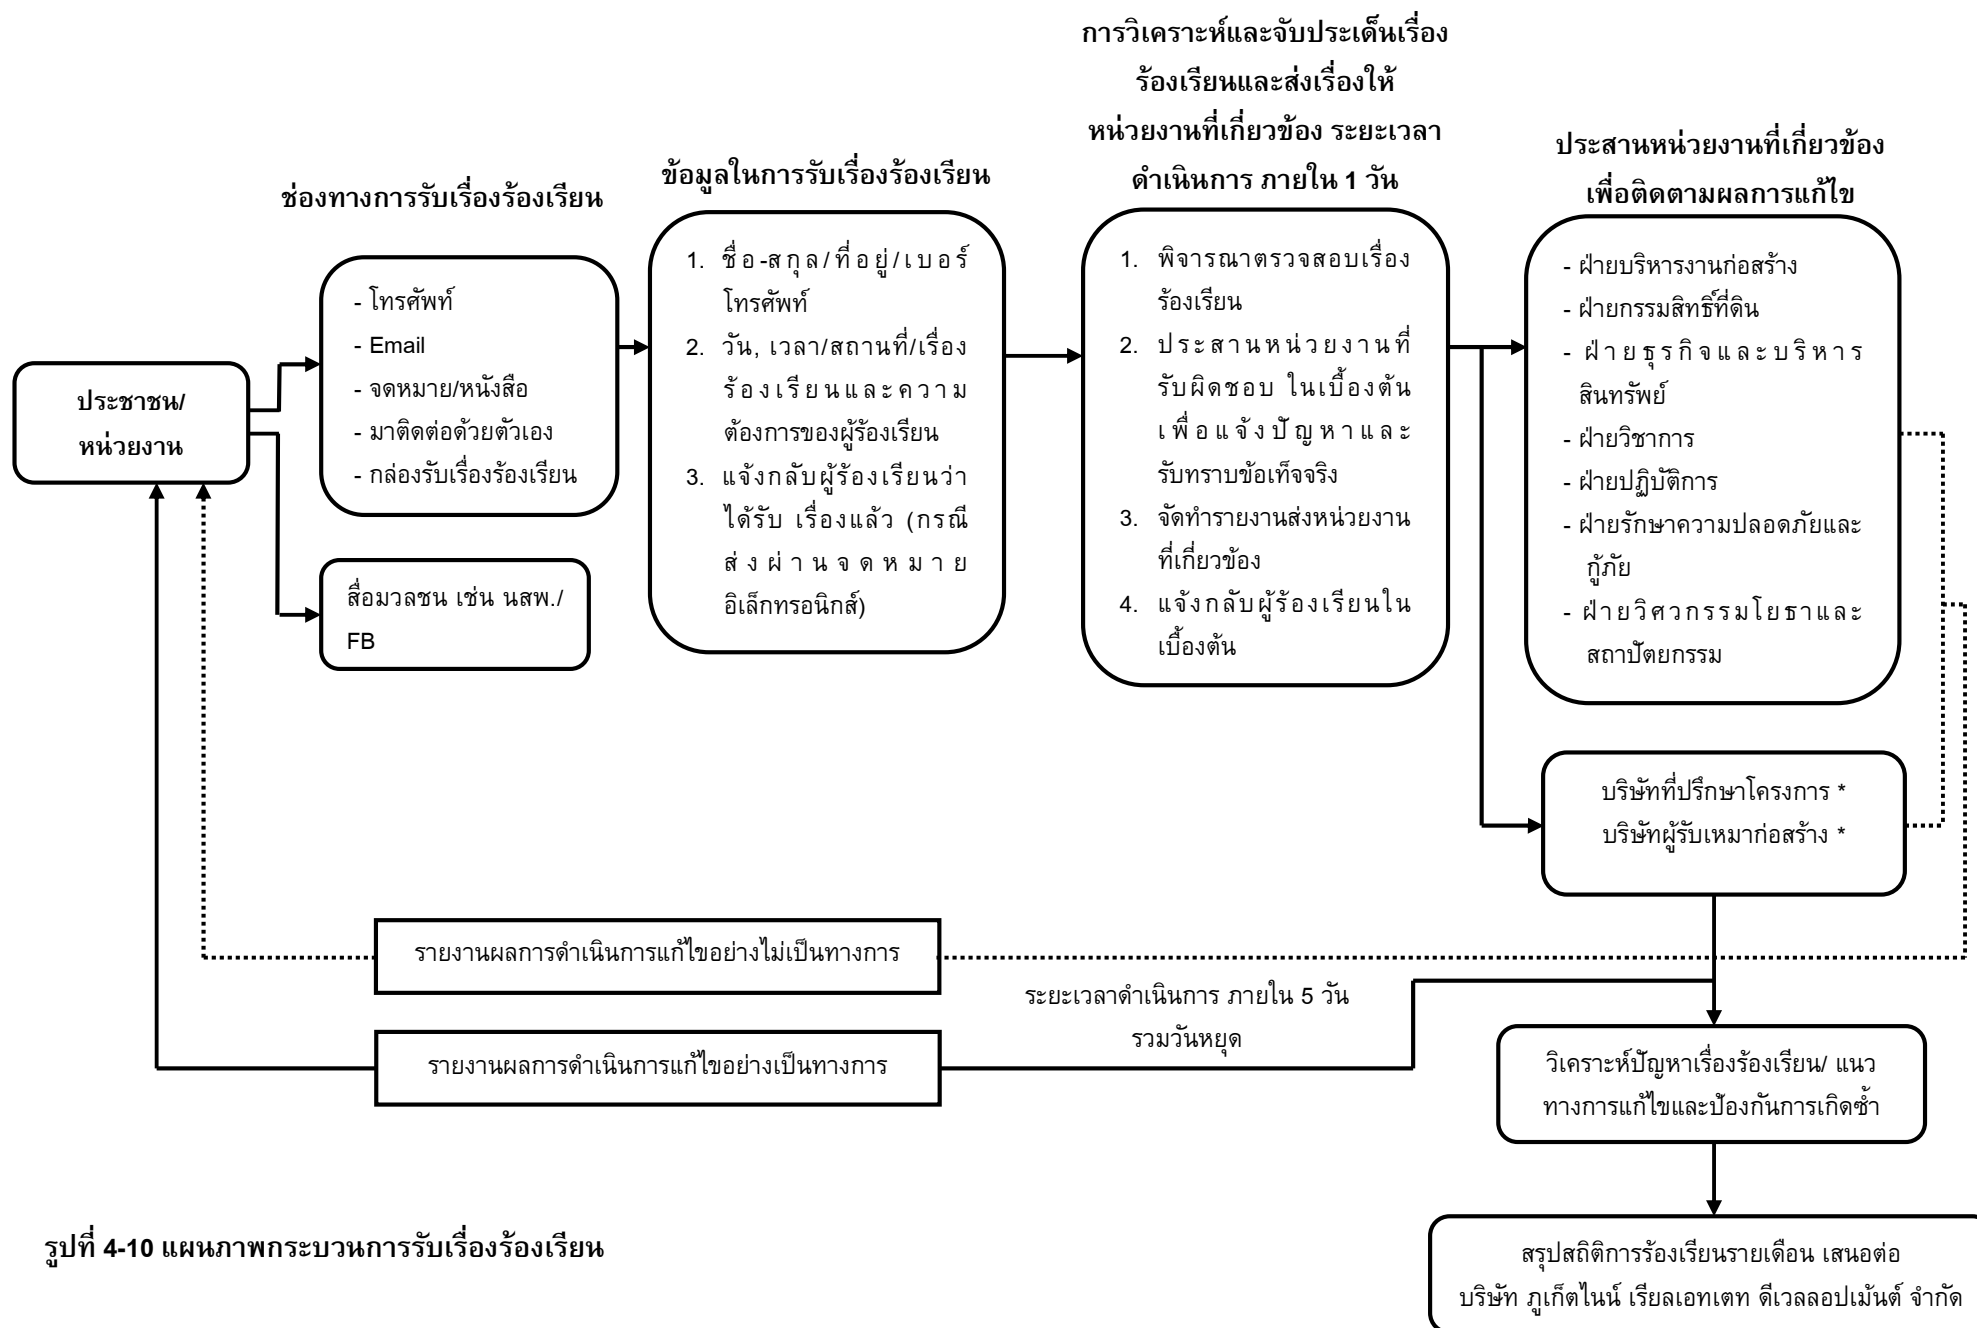 การวิเคราะห์และจับประเด็นเรื่อง
ร้องเรียนและส่งเรื่องให้
หน่วยงานที่เกี่ยวข้อง ระยะเวลา
ดำเนินการ ภายใน 1 วัน
ประสานหน่วยงานที่เกี่ยวข้อง
เพื่อติดตามผลการแก้ไข
ข้อมูลในการรับเรื่องร้องเรียน
ช่องทางการรับเรื่องร้องเรียน
ประชาชน/
หน่วยงาน
- โทรศัพท์
- Email
- จดหมาย/หนังสือ
- มาติดต่อด้วยตัวเอง
- กล่องรับเรื่องร้องเรียน
สื่อมวลชน เช่น นสพ./
FB
1. ชื่อ-สกุล/ที่อยู่/เบอร์
โทรศัพท์
2. วัน, เวลา/สถานที่/เรื่อง
ร้องเรียนและความ
ต้องการของผู้ร้องเรียน
3. แจ้งกลับผู้ร้องเรียนว่า
ได้รับ เรื่องแล้ว (กรณี
ส่งผ่านจดหมาย
อิเล็กทรอนิกส์)
1. พิจารณาตรวจสอบเรื่อง
ร้องเรียน
2. ประสานหน่วยงานที่
รับผิดชอบ ในเบื้องต้น
เพื่อแจ้งปัญหาและ
รับทราบข้อเท็จจริง
3. จัดทำรายงานส่งหน่วยงาน
ที่เกี่ยวข้อง
4. แจ้งกลับผู้ร้องเรียนใน
เบื้องต้น
- ฝ่ายบริหารงานก่อสร้าง
- ฝ่ายกรรมสิทธิ์ที่ดิน
- ฝ่ายธุรกิจและบริหาร
สินทรัพย์
- ฝ่ายวิชาการ
- ฝ่ายปฏิบัติการ
- ฝ่ายรักษาความปลอดภัยและ
กู้ภัย
- ฝ่ายวิศวกรรมโยธาและ
สถาปัตยกรรม
บริษัทที่ปรึกษาโครงการ *
บริษัทผู้รับเหมาก่อสร้าง *
รายงานผลการดำเนินการแก้ไขอย่างไม่เป็นทางการ
ระยะเวลาดำเนินการ ภายใน 5 วัน
รวมวันหยุด
รายงานผลการดำเนินการแก้ไขอย่างเป็นทางการ
วิเคราะห์ปัญหาเรื่องร้องเรียน/ แนว
ทางการแก้ไขและป้องกันการเกิดซ้ำ
สรุปสถิติการร้องเรียนรายเดือน เสนอต่อ
บริษัท ภูเก็ตไนน์ เรียลเอทเตท ดีเวลลอปเม้นต์ จำกัด
รูปที่ 4-10 แผนภาพกระบวนการรับเรื่องร้องเรียน